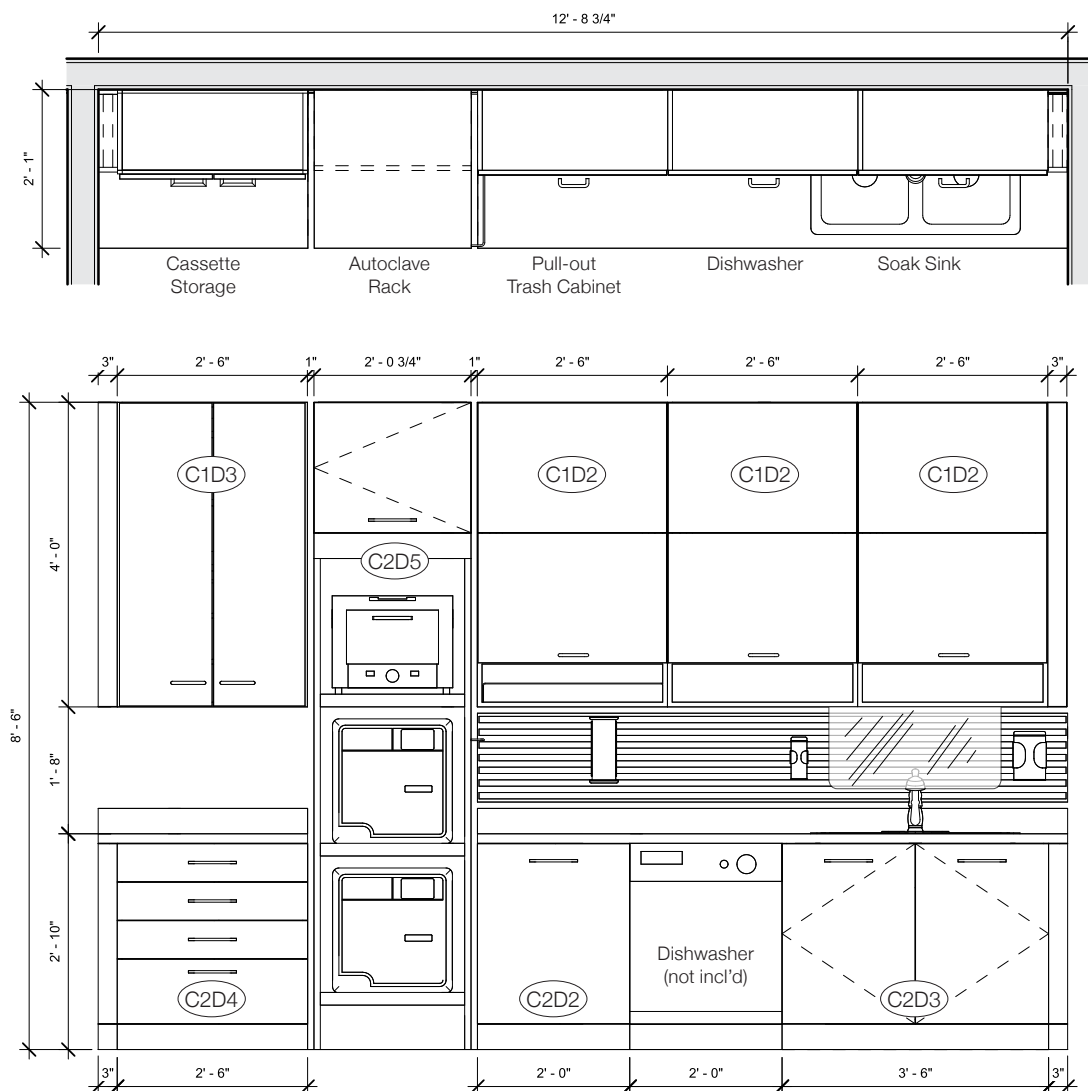 12' - 8 3/4"
2' - 1"
Cassette
Storage
Autoclave
Rack
Pull-out
Trash Cabinet
Dishwasher
Soak Sink
3" 2' - 6" 1" 2' - 0 3/4" 1" 2' - 6" 2' - 6" 2' - 6" 3"
C1D3 C1D2 C1D2 C1D2
C2D5
4' - 0"
8' - 6"
1' - 8"
2' - 10"
Dishwasher
(not incl'd)
C2D4 C2D2 C2D3
3" 2' - 6" 2' - 0" 2' - 0" 3' - 6" 3"